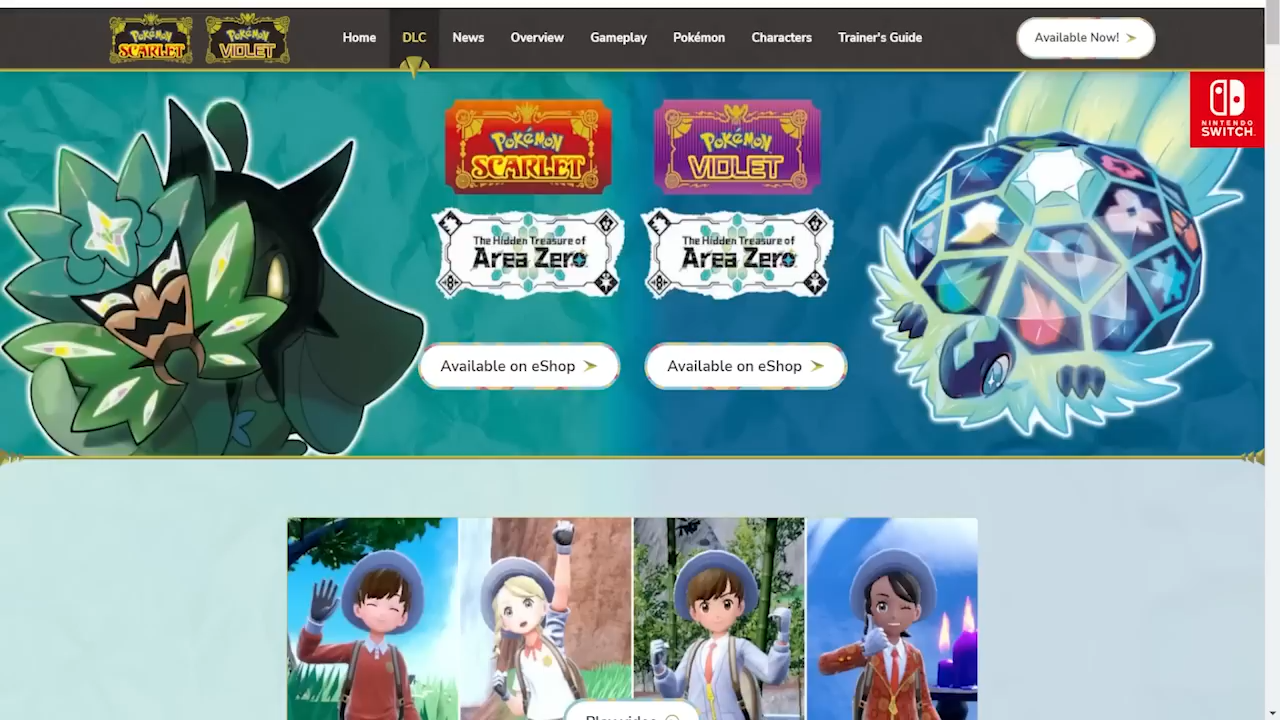 Pokémon
SCARLET
Pokémon
VIOLET
Home
DLC
News
Overview
Gameplay
Pokémon
Characters
Trainer's Guide
Available Now!
NINTENDO
SWITCH
Pokémon
SCARLET
Pokémon
VIOLET
The Hidden Treasure of
Area Zero
The Hidden Treasure of
Area Zero
Available on eShop
Available on eShop
Play video